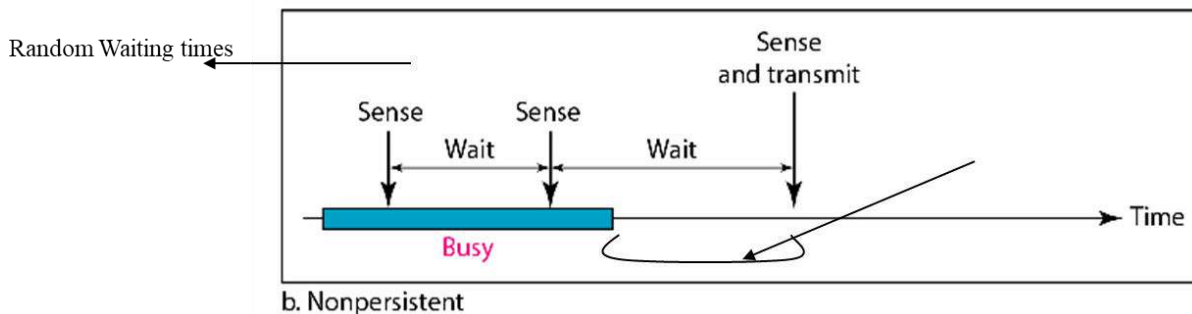 Random Waiting times
Sense
and transmit
Sense
Sense
Wait
Wait
Time
Busy
b. Nonpersistent